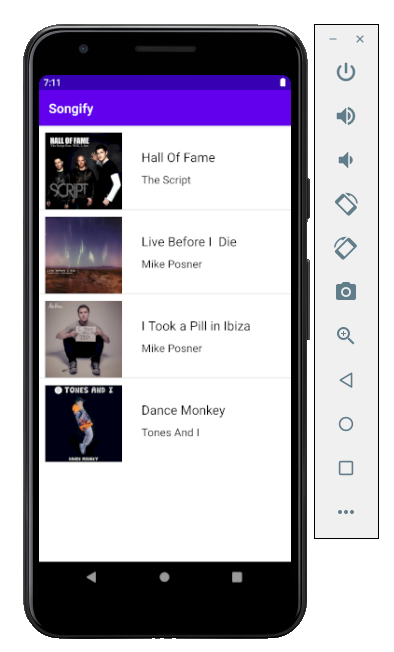 7:11
Songify
HALL OF FAME
SCRIPT
Hall Of Fame
The Script
Live Before I  Die
Mike Posner
I Took a Pill in Ibiza
Mike Posner
TONES AND I
DANCE MONKEY
Dance Monkey
Tones And I